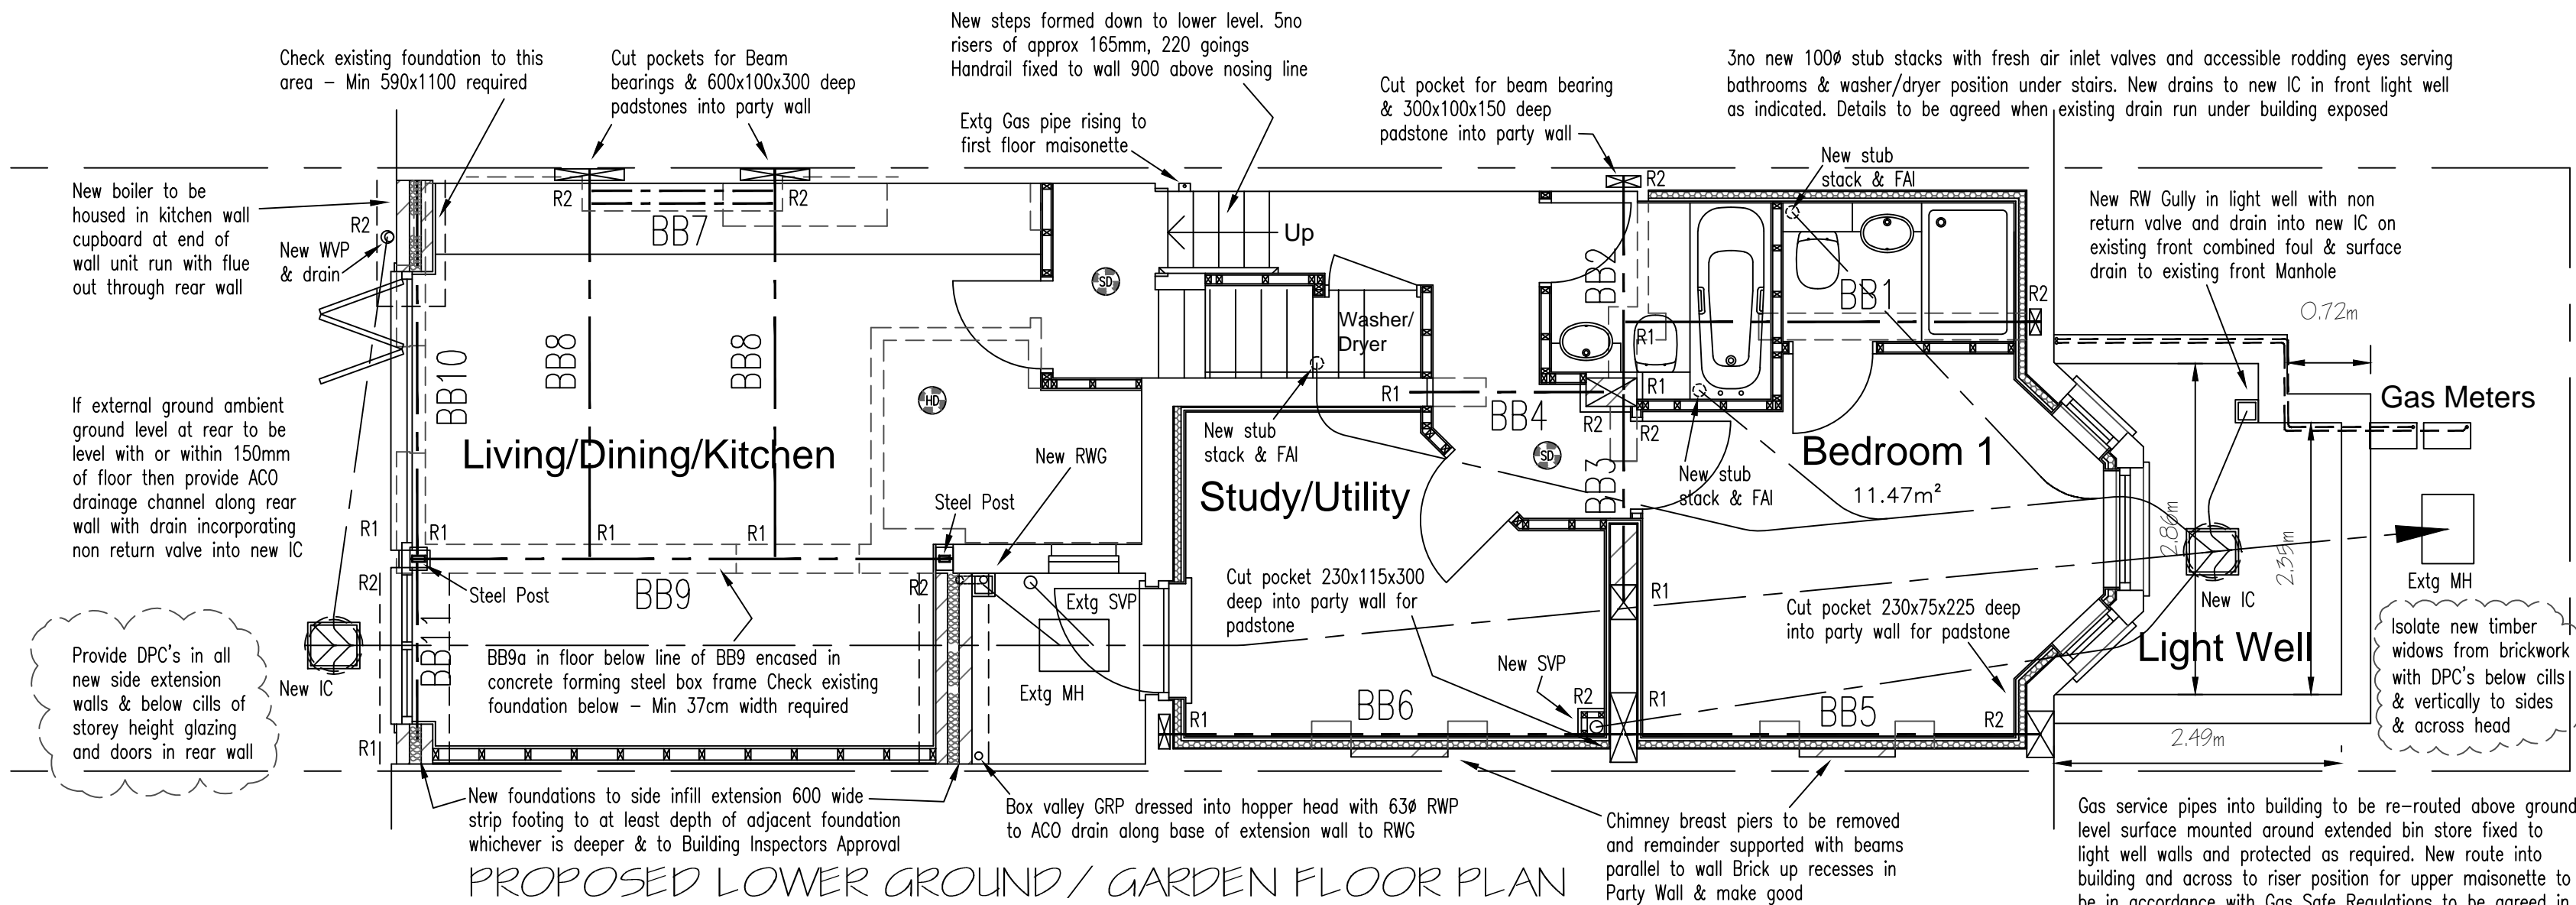 New steps formed down to lower level. 5no
risers of approx 165mm, 220 goings
Handrail fixed to wall 900 above nosing line
Check existing foundation to this
area – Min 590x1100 required
Cut pockets for Beam
bearings & 600x100x300 deep
padstones into party wall
Extg Gas pipe rising to
first floor maisonette
Cut pocket for beam bearing
& 300x100x150 deep
padstone into party wall
3no new 100ø stub stacks with fresh air inlet valves and accessible rodding eyes serving
bathrooms & washer/dryer position under stairs. New drains to new IC in front light well
as indicated. Details to be agreed when existing drain run under building exposed
New boiler to be
housed in kitchen wall
cupboard at end of
wall unit run with flue
out through rear wall
R2
New WVP
& drain
R2
R2
BB7
Up
SD
R2
New stub
stack & FAI
New RW Gully in light well with non
return valve and drain into new IC on
existing front combined foul & surface
drain to existing front Manhole
BB2
BB1
R2
0.72m
Washer/
Dryer
R1
BB10
BB8
BB8
HD
R1
R1
BB4
R2
R2
Gas Meters
If external ground ambient
ground level at rear to be
level with or within 150mm
of floor then provide ACO
drainage channel along rear
wall with drain incorporating
non return valve into new IC
Living/Dining/Kitchen
New RWG
New stub
stack & FAI
SD
BB3
New stub
stack & FAI
Bedroom 1
11.47m²
Study/Utility
Steel Post
R1
R1
R1
R1
2.86m
2.35m
Extg MH
New IC
R2
Steel Post
BB9
R2
Extg SVP
Cut pocket 230x115x300
deep into party wall for
padstone
R1
Cut pocket 230x75x225 deep
into party wall for padstone
Light Well
Isolate new timber
widows from brickwork
with DPC's below cills
& vertically to sides
& across head
Provide DPC's in all
new side extension
walls & below cills of
storey height glazing
and doors in rear wall
New IC
BB11
BB9a in floor below line of BB9 encased in
concrete forming steel box frame Check existing
foundation below – Min 37cm width required
Extg MH
New SVP
R2
R1
R1
BB6
BB5
R2
R1
2.49m
New foundations to side infill extension 600 wide
strip footing to at least depth of adjacent foundation
whichever is deeper & to Building Inspectors Approval
Box valley GRP dressed into hopper head with 63ø RWP
to ACO drain along base of extension wall to RWG
Chimney breast piers to be removed
and remainder supported with beams
parallel to wall Brick up recesses in
Party Wall & make good
Gas service pipes into building to be re-routed above ground
level surface mounted around extended bin store fixed to
light well walls and protected as required. New route into
building and across to riser position for upper maisonette to
be in accordance with Gas Safe Regulations to be agreed in
PROPOSED LOWER GROUND / GARDEN FLOOR PLAN